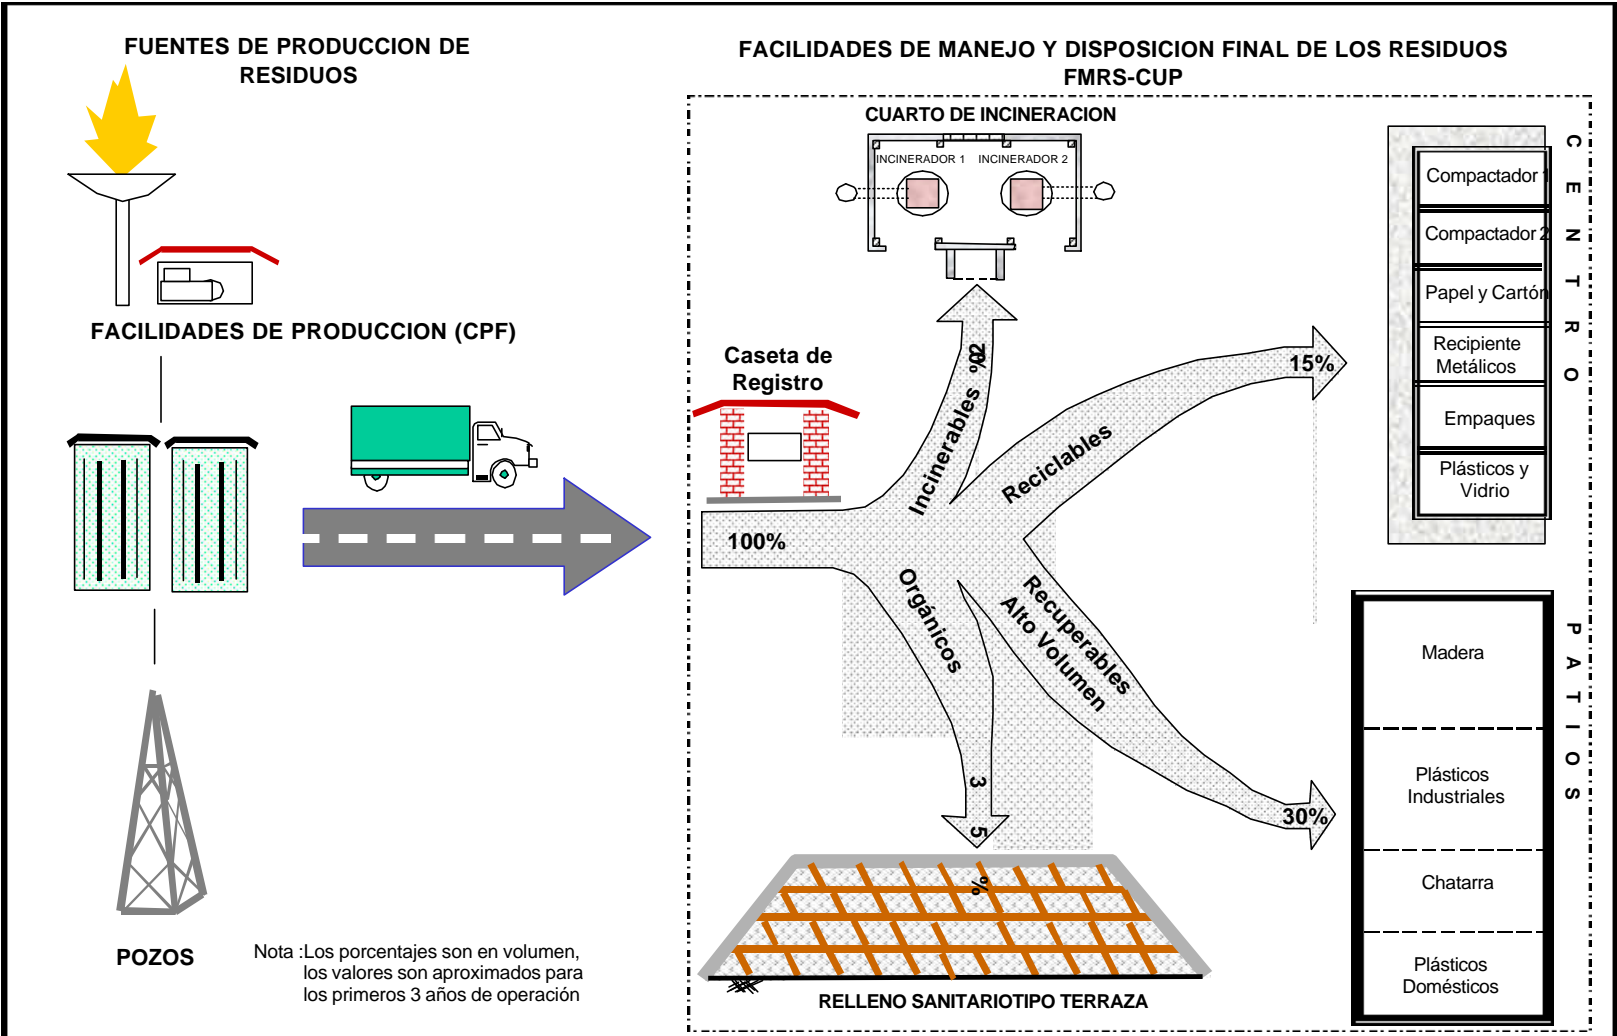 FUENTES DE PRODUCCION DE
RESIDUOS
FACILIDADES DE PRODUCCION (CPF)
POZOS
Nota :Los porcentajes son en volumen,
los valores son aproximados para
los primeros 3 años de operación
FACILIDADES DE MANEJO Y DISPOSICION FINAL DE LOS RESIDUOS
FMRS-CUP
CUARTO DE INCINERACION
INCINERADOR 1
INCINERADOR 2
Caseta de
Registro
100%
Incinerables
Reciclables
15%
Orgánicos
3
5
%
Recuperables
Alto Volumen
30%
RELLENO SANITARIOTIPO TERRAZA
CENTRO
Compactador 1
Compactador 2
Papel y Cartón
Recipiente
Metálicos
Empaques
Plásticos y
Vidrio
PATIOS
Madera
Plásticos
Industriales
Chatarra
Plásticos
Domésticos